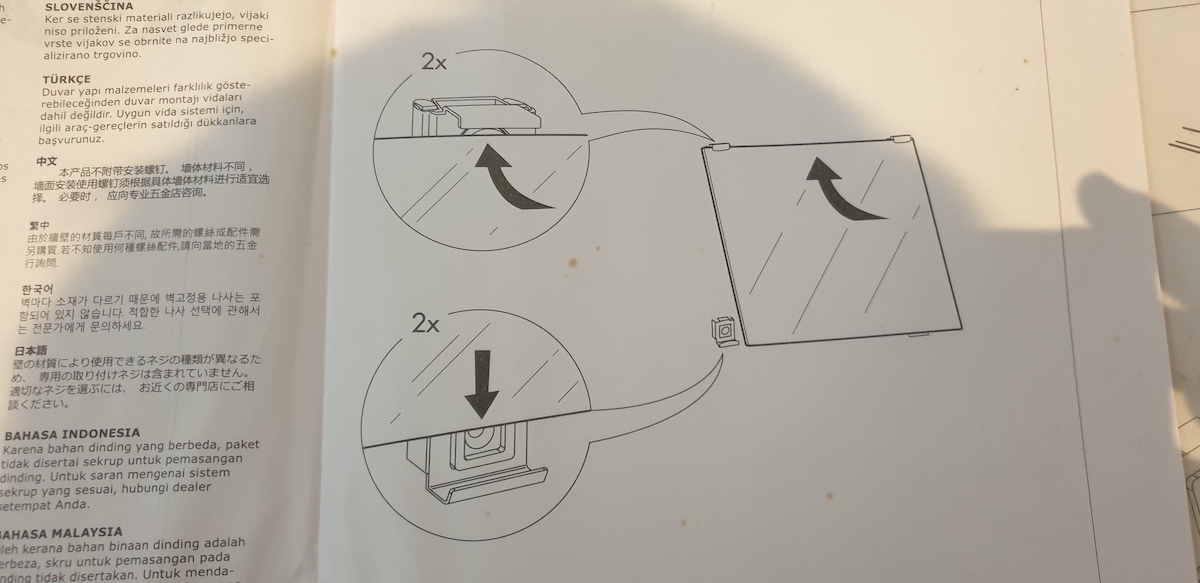 SLOVENŠČINA
Ker se stenski materiali razlikujejo, vijaki
niso priloženi. Za nasvet glede primerne
vrste vijakov se obrnite na najbližjo speci-
alizirano trgovino.
TÜRKÇE
Duvar yapı malzemeleri farklılık göste-
rebileceğinden duvar montajı vidaları
dahil değildir. Uygun vida sistemi için,
ilgili araç-gereçlerin satıldığı dükkanlara
başvurunuz.
中文
本产品不附带安装螺钉。 墙体材料不同，
墙面安装使用螺钉须根据具体墙体材料进行适宜选
择。 必要时， 应向专业五金店咨询。
繁中
由於牆壁的材質每戶不同,故所需的螺絲或配件需
另購買.若不知使用何種螺絲配件,請向當地的五金
行詢問.
한국어
벽마다 소재가 다르기 때문에 벽고정용 나사는 포
함되어 있지 않습니다. 적합한 나사 선택에 관해서
는 전문가에게 문의하세요.
日本語
壁の材質により使用できるネジの種類が異なるた
め、 専用の取り付けネジは含まれていません。
適切なネジを選ぶには、 お近くの専門店にご相
談ください。
BAHASA INDONESIA
Karena bahan dinding yang berbeda, paket
tidak disertai sekrup untuk pemasangan
dinding. Untuk saran mengenai sistem
sekrup yang sesuai, hubungi dealer
setempat Anda.
BAHASA MALAYSIA
oleh kerana bahan binaan dinding adalah
berbeza, skru untuk pemasangan pada
dinding tidak disertakan. Untuk menda-
2x
2x